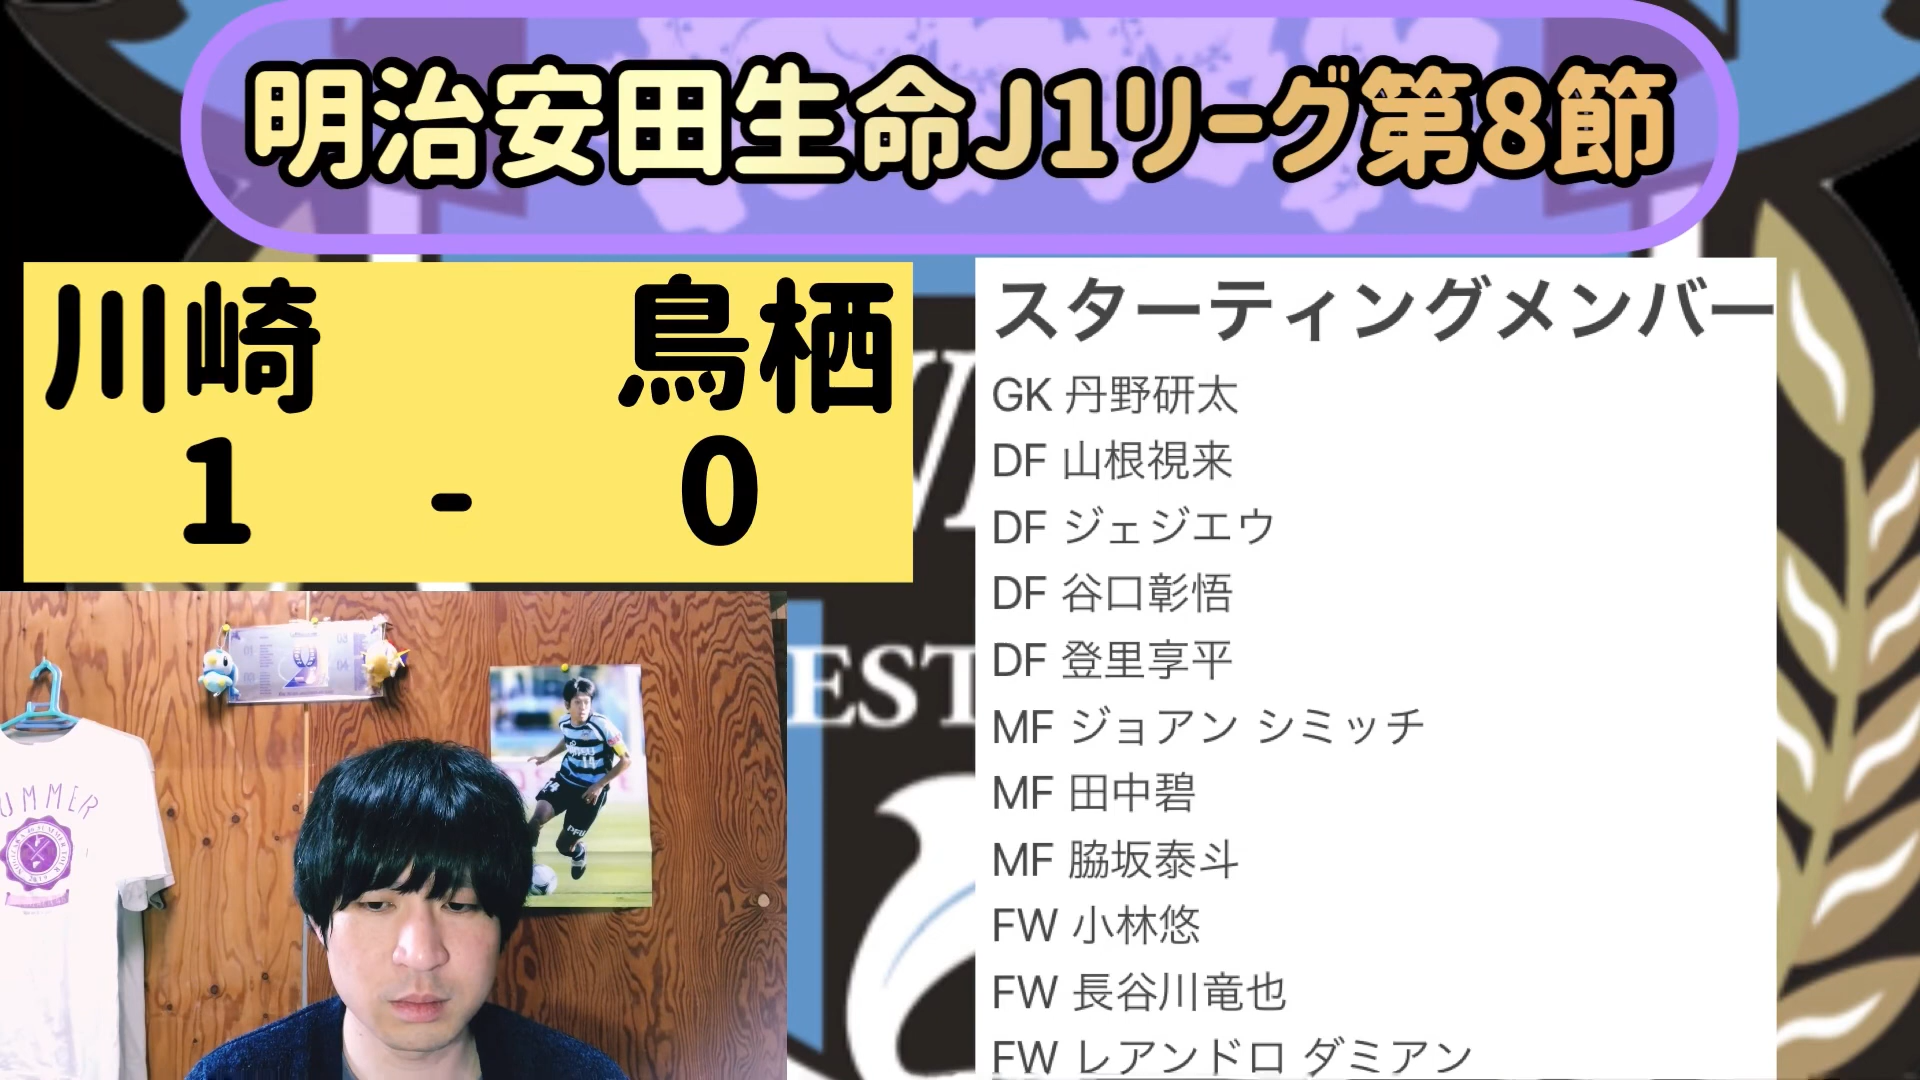 明治安田生命J1リーグ第8節
川崎 鳥栖
1 - 0
スターティングメンバー
GK 丹野研太
DF 山根視来
DF ジェジエウ
DF 谷口彰悟
DF 登里享平
MF ジョアン シミッチ
MF 田中碧
MF 脇坂泰斗
FW 小林悠
FW 長谷川竜也
FW レアンドロ ダミアン
EST
UMMER
14